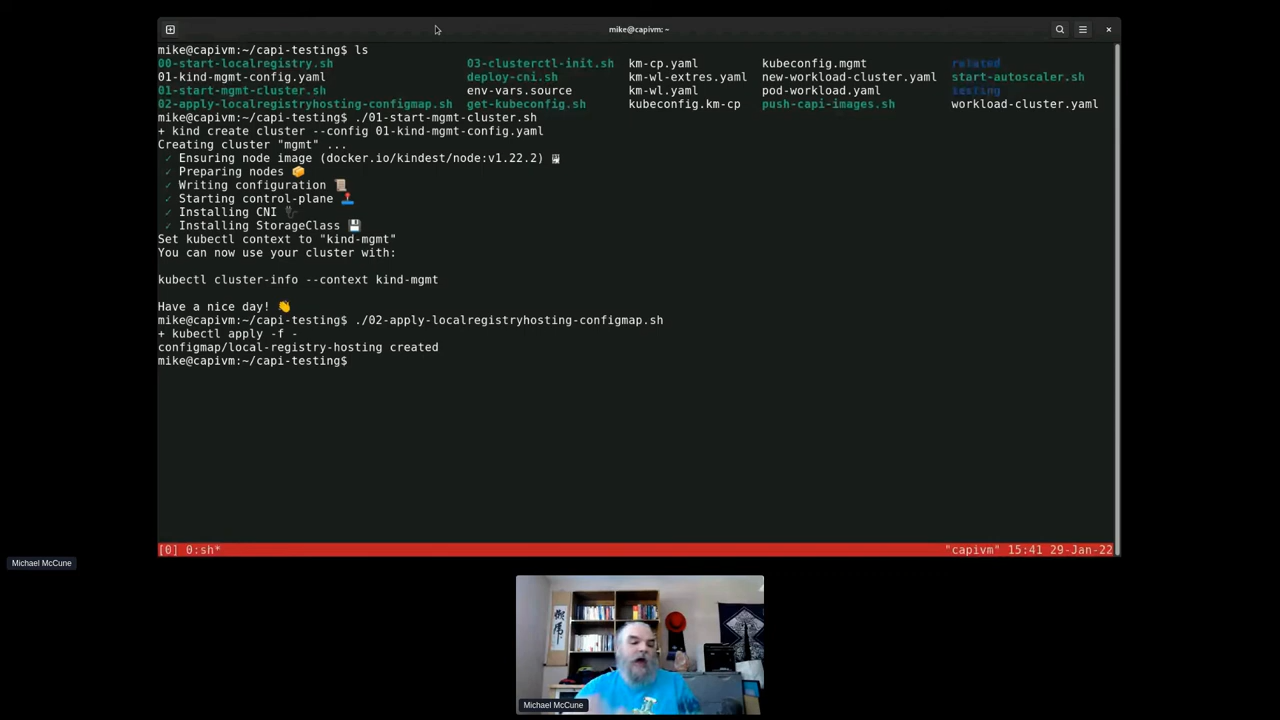 mike@capivm:~
mike@capivm:~/capi-testing$ ls
00-start-localregistry.sh 03-clusterctl-init.sh km-cp.yaml kubeconfig.mgmt related
01-kind-mgmt-config.yaml deploy-cni.sh km-wl-extres.yaml new-workload-cluster.yaml start-autoscaler.sh
01-start-mgmt-cluster.sh env-vars.source km-wl.yaml pod-workload.yaml testing
02-apply-localregistryhosting-configmap.sh get-kubeconfig.sh kubeconfig.km-cp push-capi-images.sh workload-cluster.yaml
mike@capivm:~/capi-testing$ ./01-start-mgmt-cluster.sh
+ kind create cluster --config 01-kind-mgmt-config.yaml
Creating cluster "mgmt" ...
✓ Ensuring node image (docker.io/kindest/node:v1.22.2) 🖼
✓ Preparing nodes 📦
✓ Writing configuration 📜
✓ Starting control-plane 🕹️
✓ Installing CNI 🔌
✓ Installing StorageClass 💾
Set kubectl context to "kind-mgmt"
You can now use your cluster with:
kubectl cluster-info --context kind-mgmt
Have a nice day! 👋
mike@capivm:~/capi-testing$ ./02-apply-localregistryhosting-configmap.sh
+ kubectl apply -f -
configmap/local-registry-hosting created
mike@capivm:~/capi-testing$
[0] 0:sh* "capivm" 15:41 29-Jan-22
Michael McCune
Michael McCune